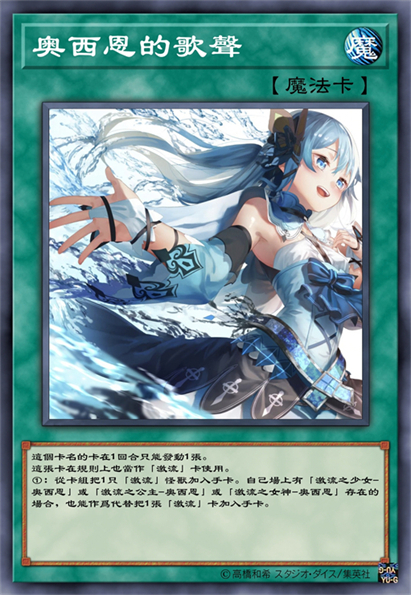 奧西恩的歌聲
魔
【魔法卡】
這個卡名的卡在1回合只能發動1張。
這張卡在規則上也當作「激流」卡使用。
①：從卡組把1只「激流」怪獸加入手卡。自己場上有「激流之少女-
奧西恩」或「激流之公主-奧西恩」或「激流之女神-奧西恩」存在的
場合，也能作爲代替把1張「激流」卡加入手卡。
©高橋和希 スタジオ・ダイス/集英社